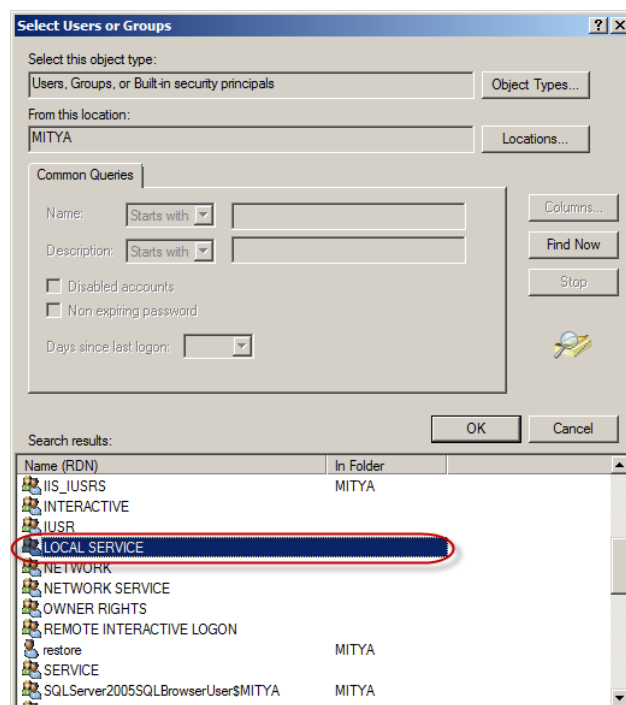 Select Users or Groups
Select this object type:
Users, Groups, or Built-in security principals
Object Types...
From this location:
MITYA
Locations...
Common Queries
Name:
Starts with
Columns...
Description:
Starts with
Find Now
Disabled accounts
Stop
Non expiring password
Days since last logon:
OK
Cancel
Search results:
Name (RDN) In Folder
IIS_IUSRS MITYA
INTERACTIVE
IUSR
LOCAL SERVICE
NETWORK
NETWORK SERVICE
OWNER RIGHTS
REMOTE INTERACTIVE LOGON
restore MITYA
SERVICE
SQLServer2005SQLBrowserUser$MITYA MITYA